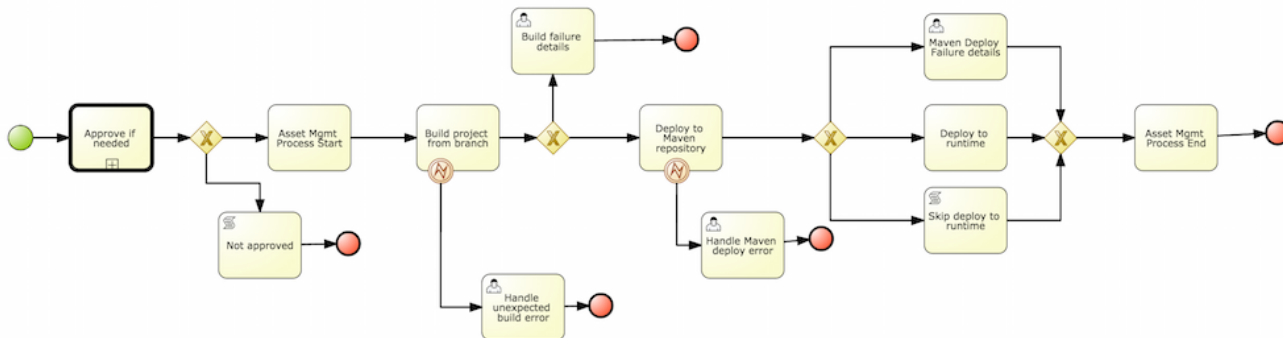 Build failure
details
Maven Deploy
Failure details
Approve if
needed
Asset Mgmt
Process Start
Build project
from branch
Deploy to
Maven
repository
Deploy to
runtime
Asset Mgmt
Process End
Not approved
Handle Maven
deploy error
Skip deploy to
runtime
Handle
unexpected
build error